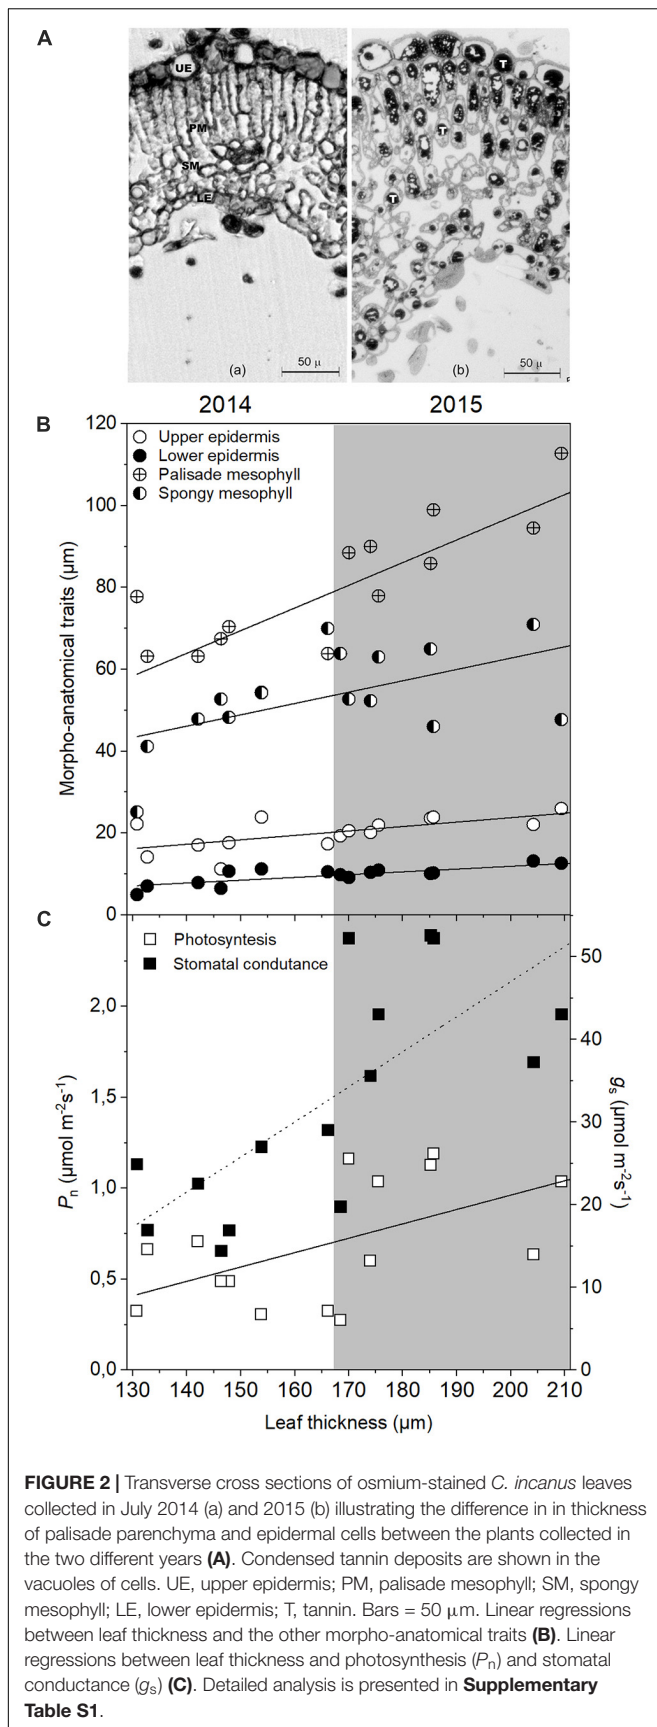 A
UE
PM
SM
LE
(a)
50 µ
T
T
T
(b)
50 µ
2014
2015
B
120
100
80
60
40
20
0
Morpho-anatomical traits (µm)
Upper epidermis
Lower epidermis
Palisade mesophyll
Spongy mesophyll
C
Photosyntesis
Stomatal condutance
2,0
1,5
1,0
0,5
0,0
Pn (µmol m-2s-1)
50
40
30
20
10
0
gs (µmol m-2s-1)
130 140 150 160 170 180 190 200 210
Leaf thickness (µm)
FIGURE 2 | Transverse cross sections of osmium-stained C. incanus leaves
collected in July 2014 (a) and 2015 (b) illustrating the difference in in thickness
of palisade parenchyma and epidermal cells between the plants collected in
the two different years (A). Condensed tannin deposits are shown in the
vacuoles of cells. UE, upper epidermis; PM, palisade mesophyll; SM, spongy
mesophyll; LE, lower epidermis; T, tannin. Bars = 50 µm. Linear regressions
between leaf thickness and the other morpho-anatomical traits (B). Linear
regressions between leaf thickness and photosynthesis (Pn) and stomatal
conductance (gs) (C). Detailed analysis is presented in Supplementary
Table S1.